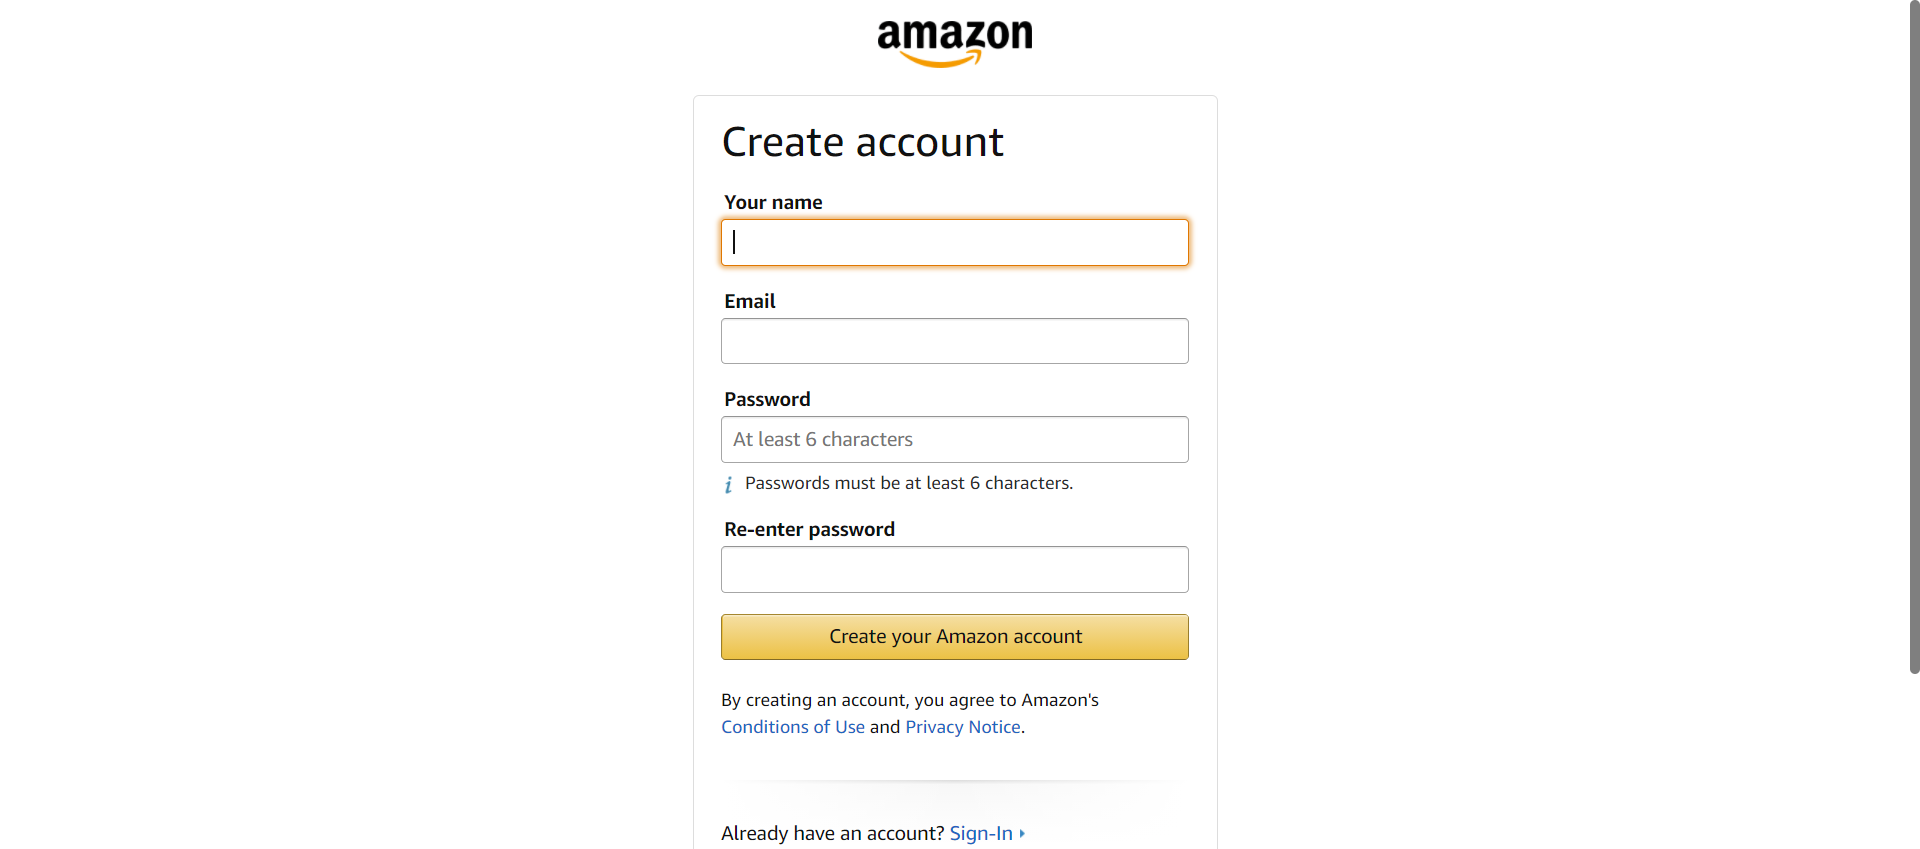 amazon
Create account
Your name
Email
Password
At least 6 characters
i Passwords must be at least 6 characters.
Re-enter password
Create your Amazon account
By creating an account, you agree to Amazon's
Conditions of Use and Privacy Notice.
Already have an account? Sign-In